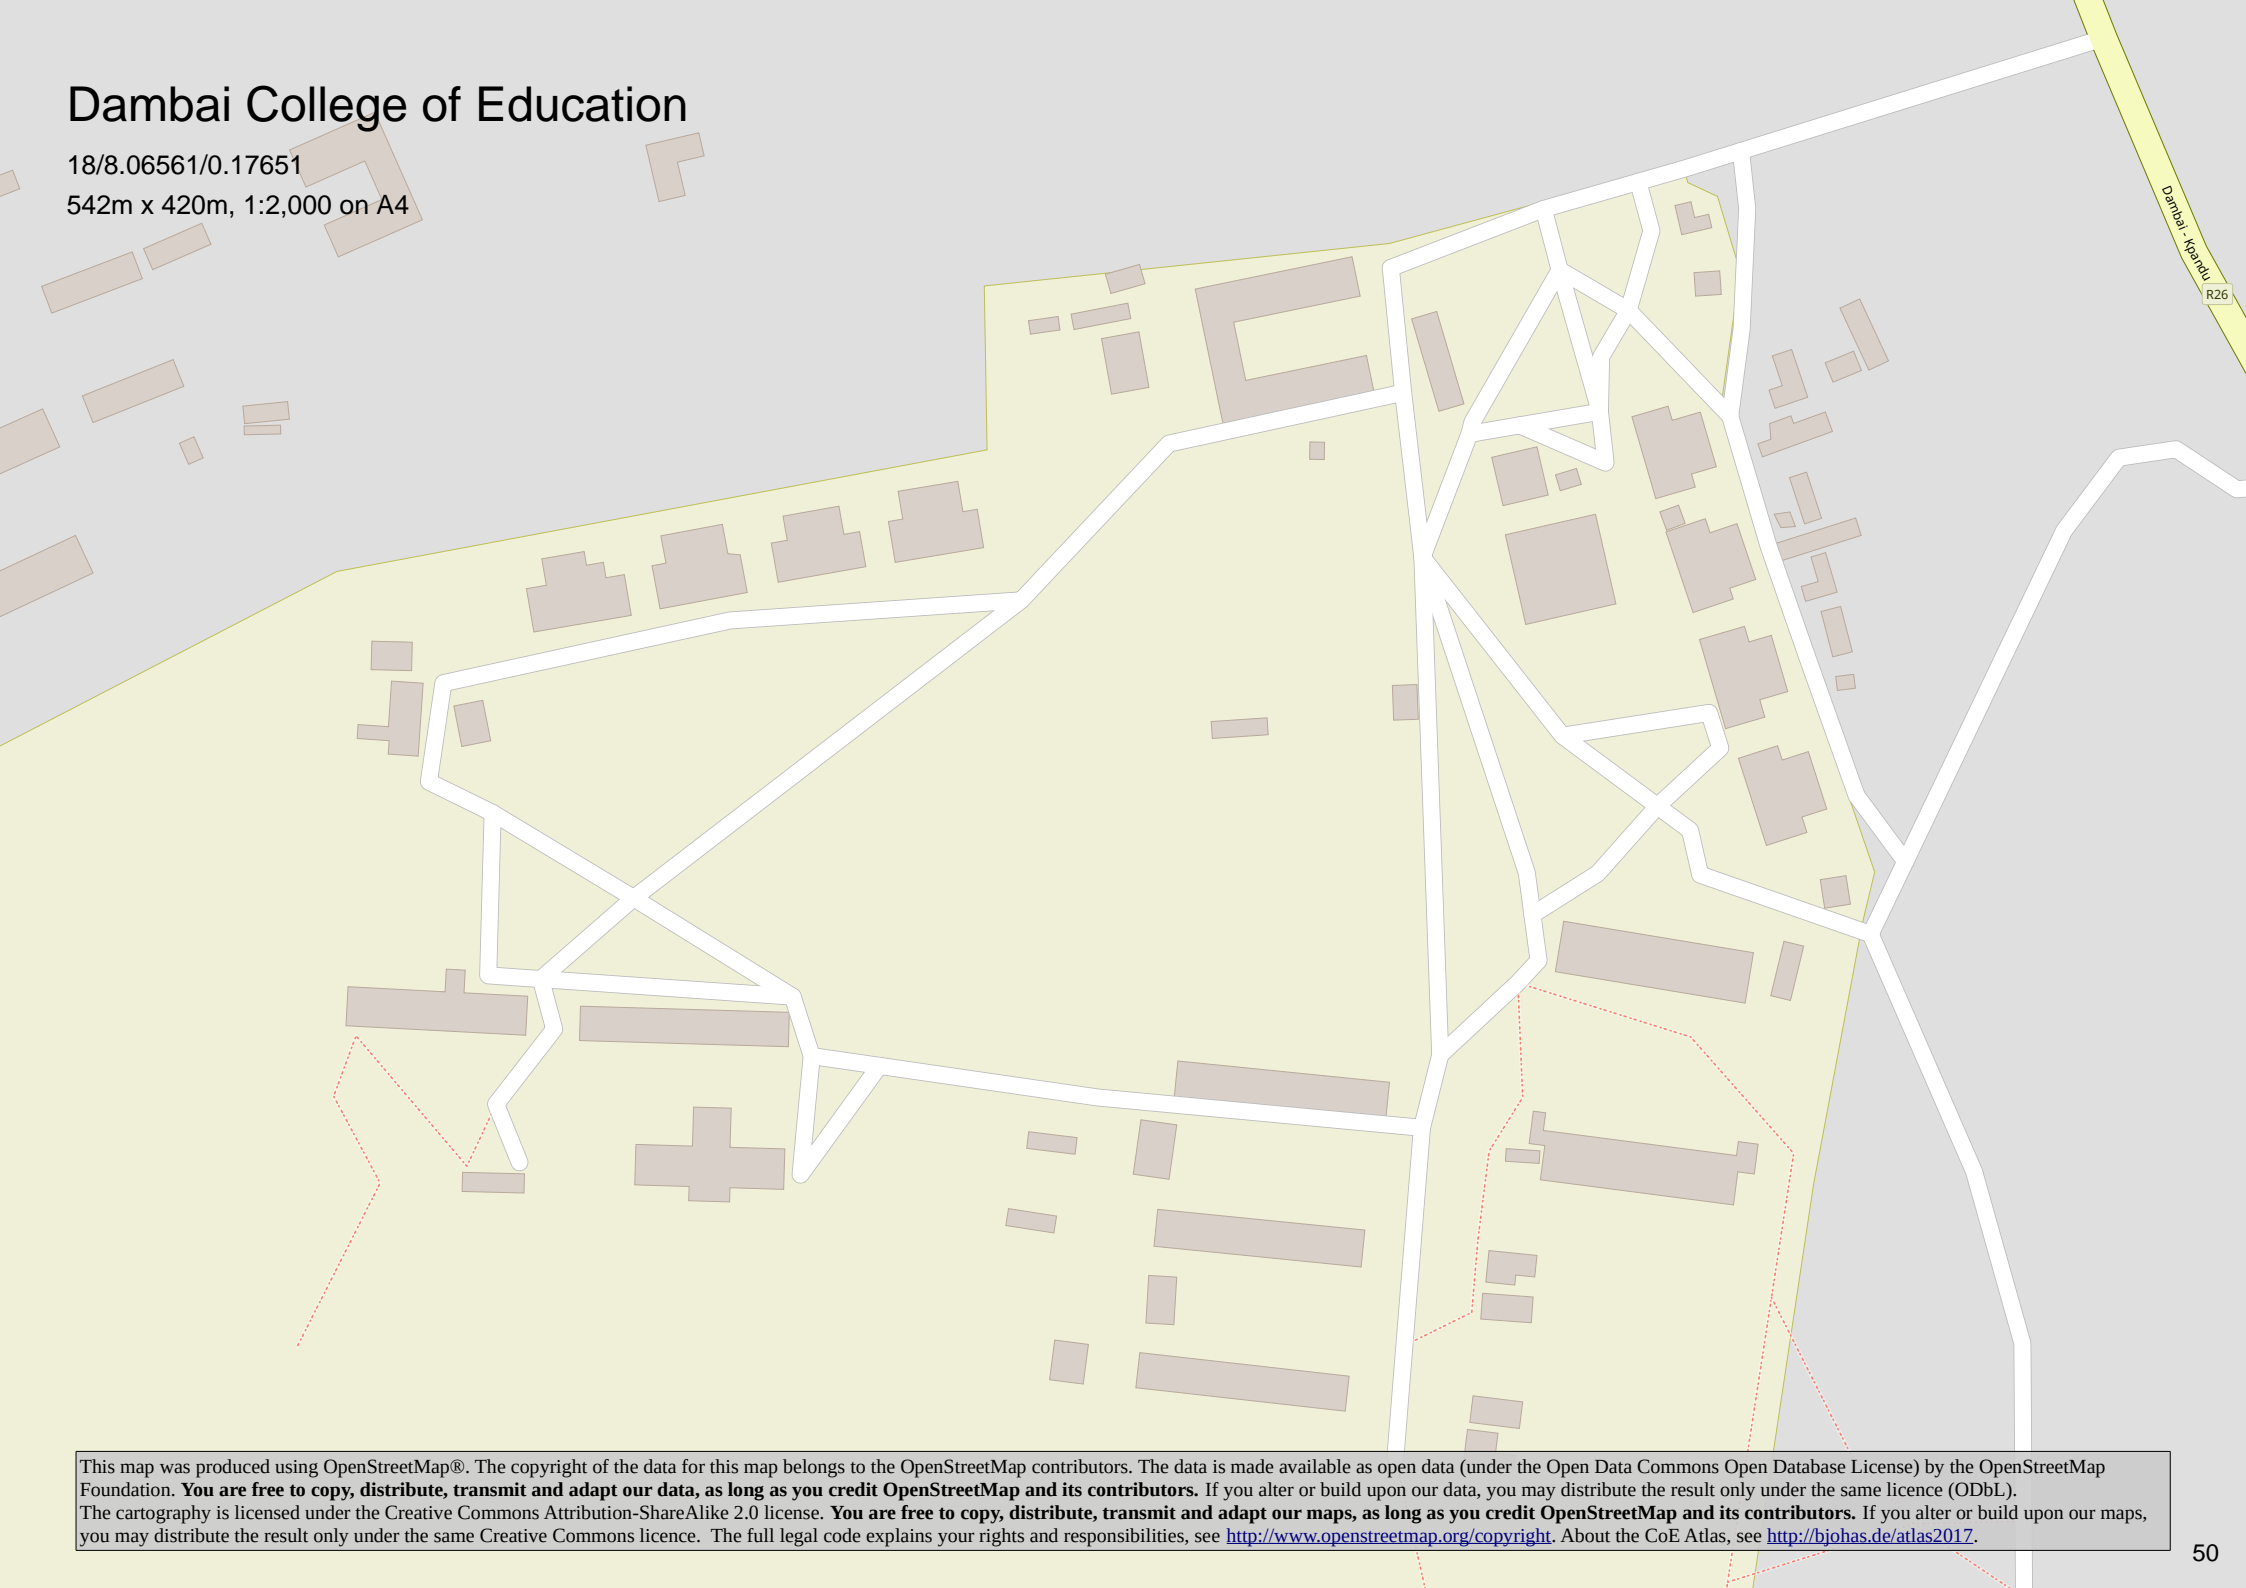 Dambai College of Education
18/8.06561/0.17651
542m x 420m, 1:2,000 on A4
Dambai - Kpandu
R26
This map was produced using OpenStreetMap®. The copyright of the data for this map belongs to the OpenStreetMap contributors. The data is made available as open data (under the Open Data Commons Open Database License) by the OpenStreetMap
Foundation. You are free to copy, distribute, transmit and adapt our data, as long as you credit OpenStreetMap and its contributors. If you alter or build upon our data, you may distribute the result only under the same licence (ODbL).
The cartography is licensed under the Creative Commons Attribution-ShareAlike 2.0 license. You are free to copy, distribute, transmit and adapt our maps, as long as you credit OpenStreetMap and its contributors. If you alter or build upon our maps,
you may distribute the result only under the same Creative Commons licence. The full legal code explains your rights and responsibilities, see http://www.openstreetmap.org/copyright. About the CoE Atlas, see http://bjohas.de/atlas2017.
50